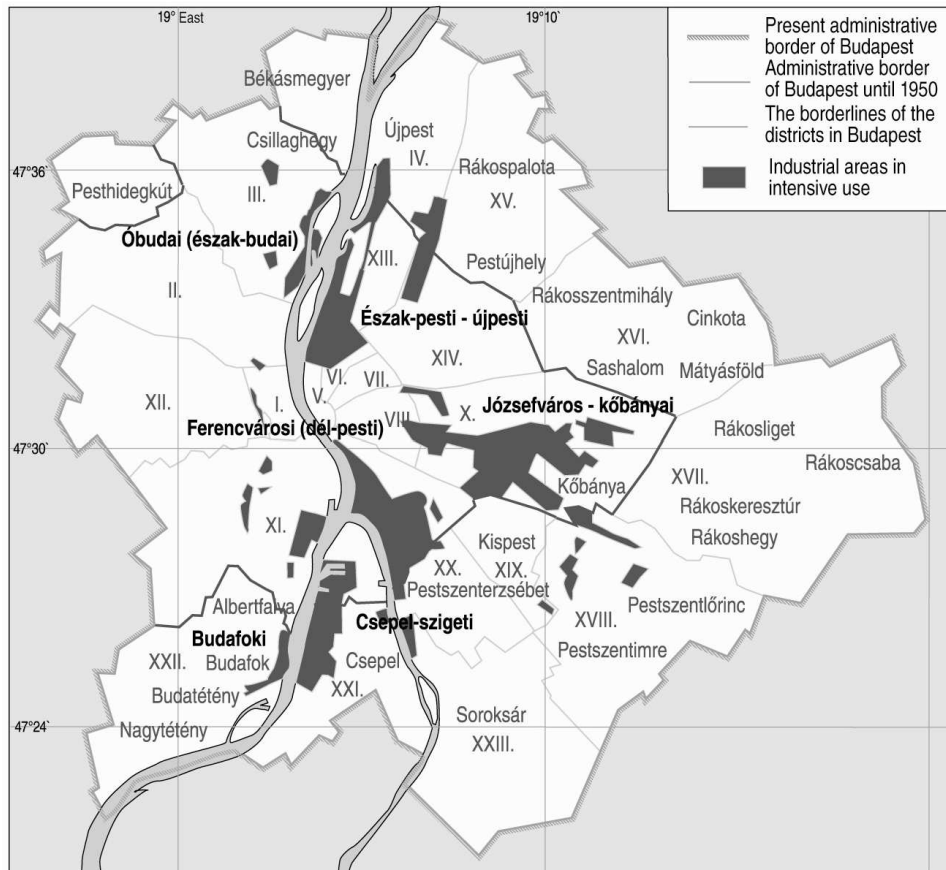 19° East
19°10`
Present administrative
border of Budapest
Administrative border
of Budapest until 1950
The borderlines of the
districts in Budapest
Industrial areas in
intensive use
Békásmegyer
Csillaghegy
Újpest
IV.
47°36`
Rákospalota
Pesthidegkút
III.
XV.
Óbudai (észak-budai)
XIII.
Pestújhely
II.
Rákosszentmihály
Cinkota
Észak-pesti - újpesti
XVI.
XIV.
Sashalom
Mátyásföld
VI.
VII.
XII.
I.
V.
VIII
X.
Józsefváros - kőbányai
Ferencvárosi (dél-pesti)
Rákosliget
47°30`
Rákoscsaba
XVII.
Kőbánya
Rákoskeresztúr
XI.
Rákoshegy
Kispest
XX.
XIX.
Pestszenterzsébet
Albertfalva
Pestszentlőrinc
Csepel-szigeti
XVIII.
Budafoki
Pestszentimre
XXII.
Budafok
Csepel
XXI.
Budatétény
Soroksár
47°24`
Nagytétény
XXIII.